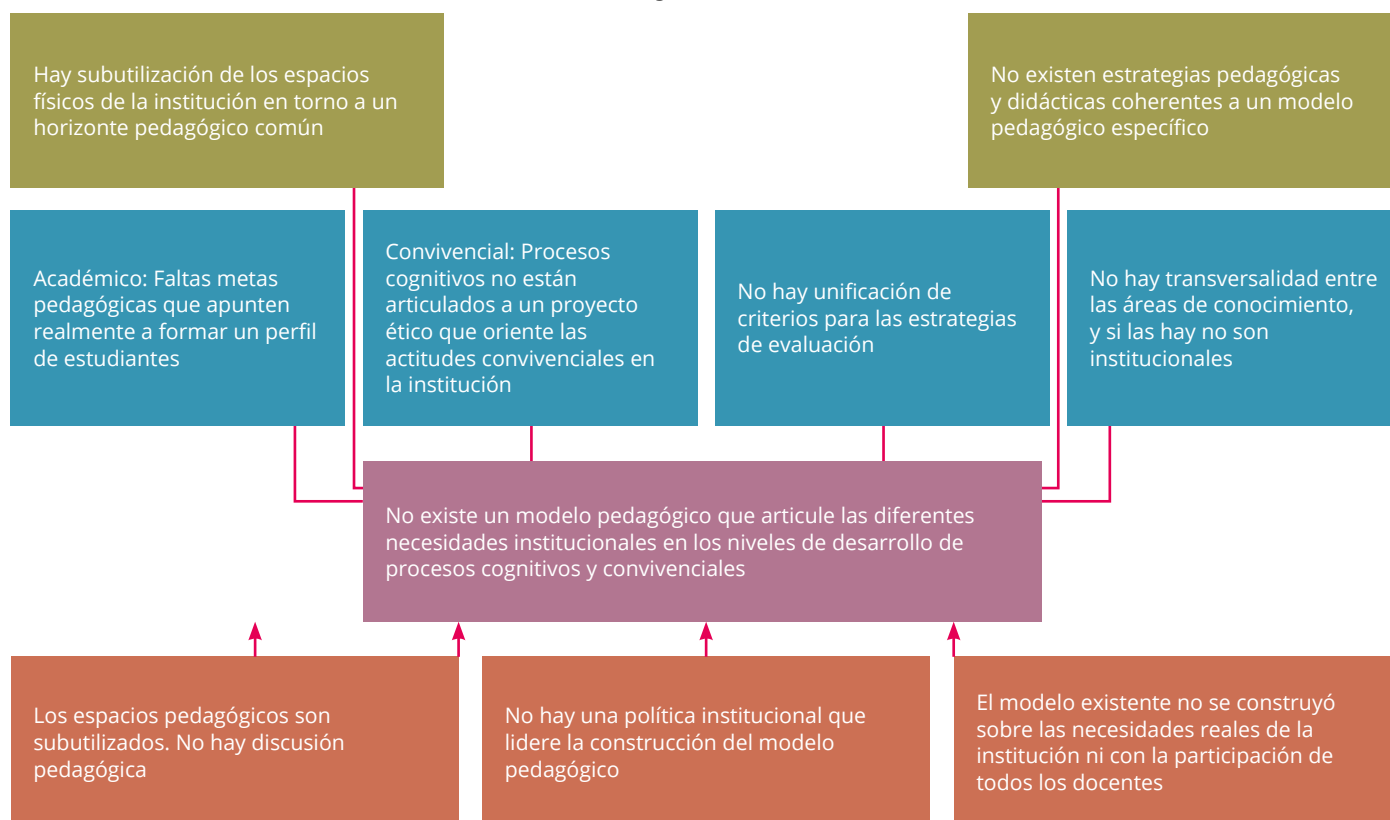 Hay subutilización de los espacios
físicos de la institución en torno a un
horizonte pedagógico común
No existen estrategias pedagógicas
y didácticas coherentes a un modelo
pedagógico específico
Académico: Faltas metas
pedagógicas que apunten
realmente a formar un perfil
de estudiantes
Convivencial: Procesos
cognitivos no están
articulados a un proyecto
ético que oriente las
actitudes convivenciales en
la institución
No hay unificación de
criterios para las estrategias
de evaluación
No hay transversalidad entre
las áreas de conocimiento,
y si las hay no son
institucionales
No existe un modelo pedagógico que articule las diferentes
necesidades institucionales en los niveles de desarrollo de
procesos cognitivos y convivenciales
Los espacios pedagógicos son
subutilizados. No hay discusión
pedagógica
No hay una política institucional que
lidere la construcción del modelo
pedagógico
El modelo existente no se construyó
sobre las necesidades reales de la
institución ni con la participación de
todos los docentes